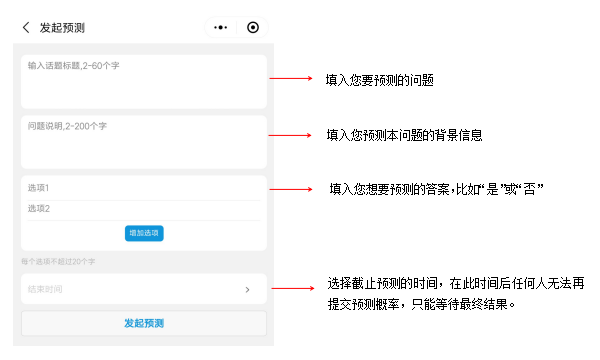 发起预测
输入话题标题,2-60个字
填入您要预测的问题
问题说明,2-200个字
填入您预测本问题的背景信息
选项1
填入您想要预测的答案，比如“是”或“否”
选项2
增加选项
每个选项不超过20个字
结束时间
选择截止预测的时间，在此时间后任何人无法再
提交预测概率，只能等待最终结果。
发起预测